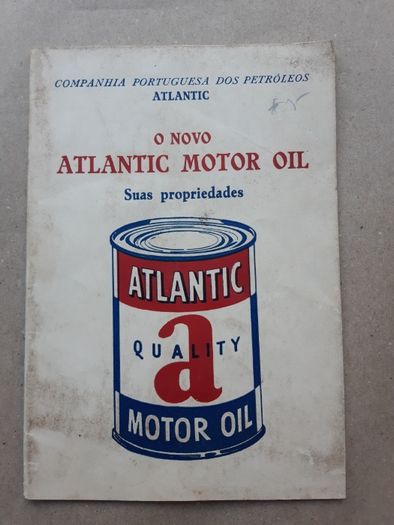 COMPANHIA PORTUGUESA DOS PETRÓLEOS
ATLANTIC
O NOVO
ATLANTIC MOTOR OIL
Suas propriedades
ATLANTIC
a
QUALITY
MOTOR OIL